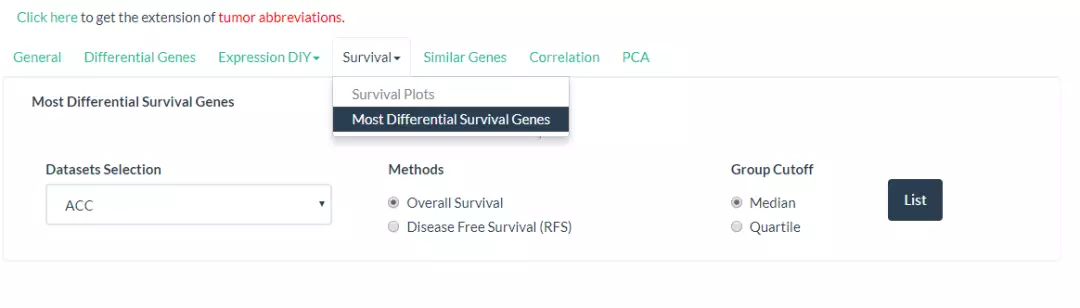 Click here to get the extension of tumor abbreviations.
General Differential Genes Expression DIY Survival Similar Genes Correlation PCA
Survival Plots
Most Differential Survival Genes
Most Differential Survival Genes
Datasets Selection Methods Group Cutoff
ACC Overall Survival Median List
Disease Free Survival (RFS) Quartile